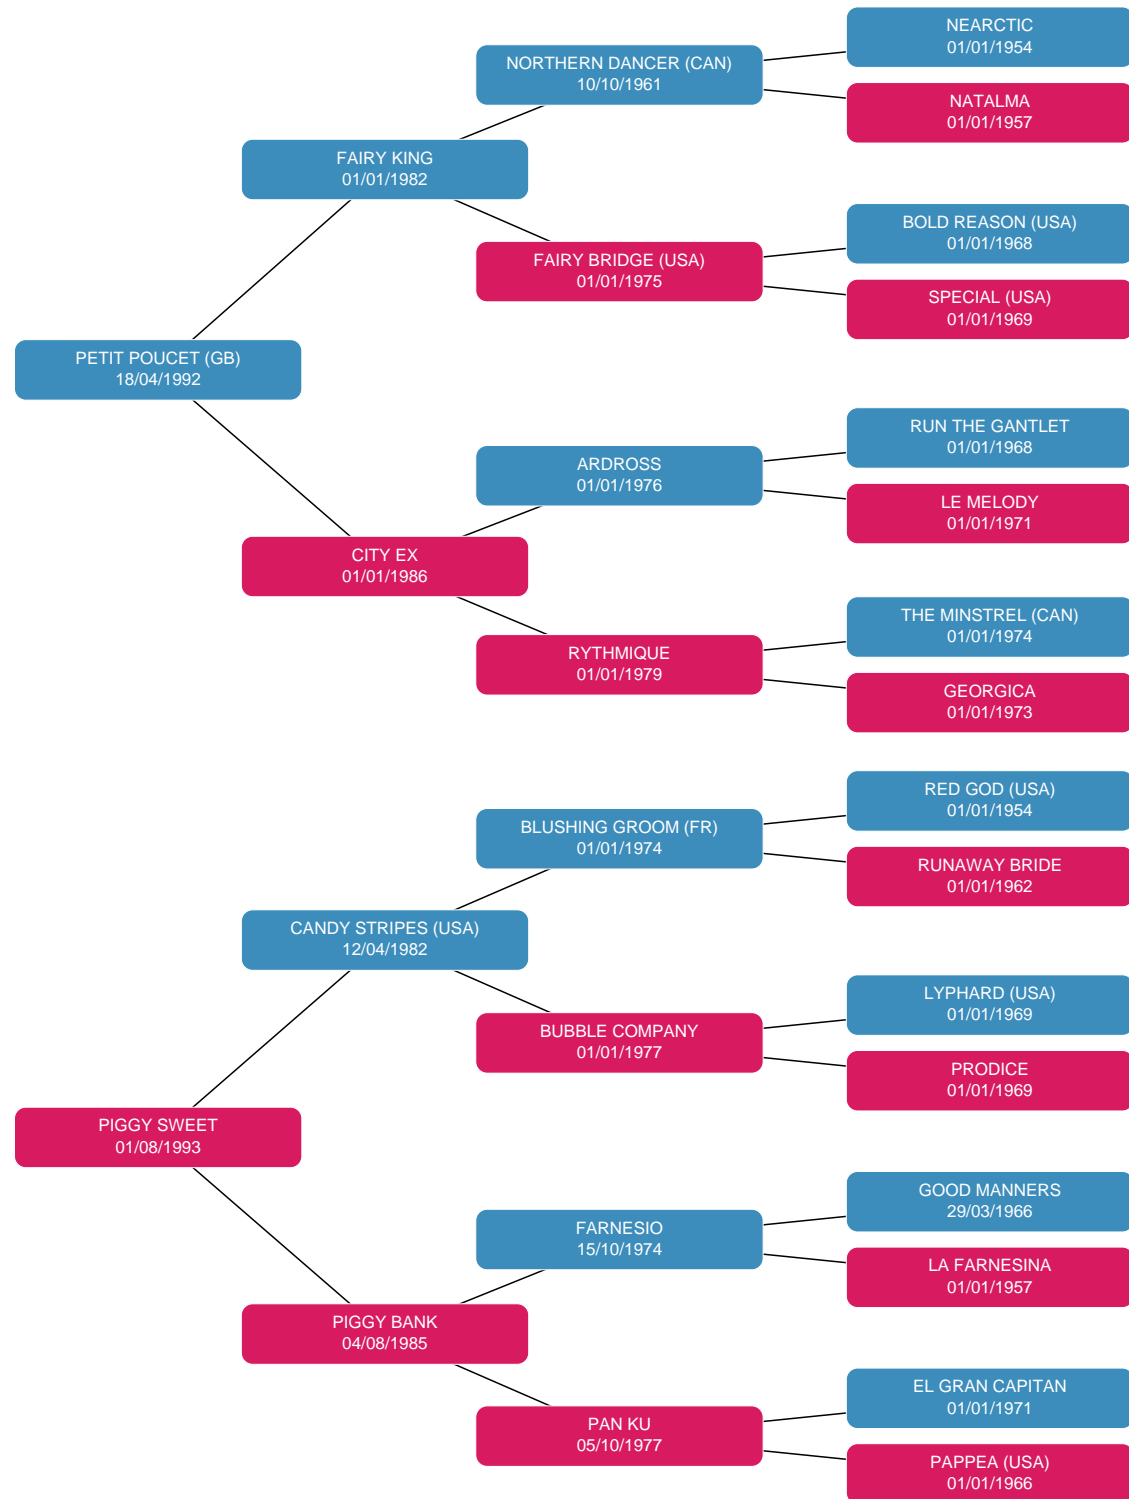 NEARCTIC
01/01/1954
NORTHERN DANCER (CAN)
10/10/1961
NATALMA
01/01/1957
FAIRY KING
01/01/1982
BOLD REASON (USA)
01/01/1968
FAIRY BRIDGE (USA)
01/01/1975
SPECIAL (USA)
01/01/1969
PETIT POUCET (GB)
18/04/1992
RUN THE GANTLET
01/01/1968
ARDROSS
01/01/1976
LE MELODY
01/01/1971
CITY EX
01/01/1986
THE MINSTREL (CAN)
01/01/1974
RYTHMIQUE
01/01/1979
GEORGICA
01/01/1973
RED GOD (USA)
01/01/1954
BLUSHING GROOM (FR)
01/01/1974
RUNAWAY BRIDE
01/01/1962
CANDY STRIPES (USA)
12/04/1982
LYPHARD (USA)
01/01/1969
BUBBLE COMPANY
01/01/1977
PRODICE
01/01/1969
PIGGY SWEET
01/08/1993
GOOD MANNERS
29/03/1966
FARNESIO
15/10/1974
LA FARNESINA
01/01/1957
PIGGY BANK
04/08/1985
EL GRAN CAPITAN
01/01/1971
PAN KU
05/10/1977
PAPPEA (USA)
01/01/1966